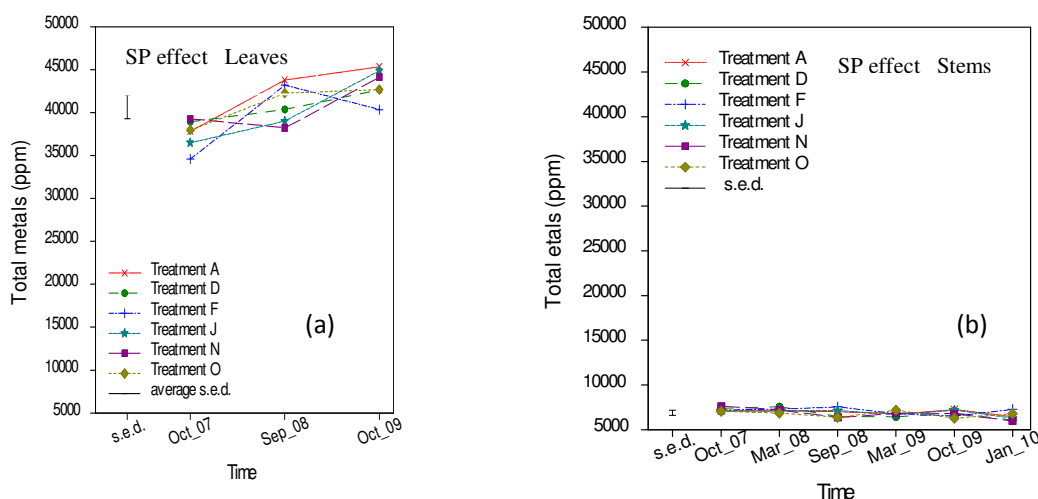 50000
45000
40000
35000
30000
25000
20000
15000
10000
5000
Total metals (ppm)
SP effect Leaves
Treatment A
Treatment D
Treatment F
Treatment J
Treatment N
Treatment O
average s.e.d.
(a)
s.e.d.
Oct_07
Sep_08
Oct_09
Time
50000
45000
40000
35000
30000
25000
20000
15000
10000
5000
Total etals (ppm)
Treatment A
Treatment D
Treatment F
Treatment J
Treatment N
Treatment O
s.e.d.
SP effect Stems
(b)
s.e.d.
Oct_07
Mar_08
Sep_08
Mar_09
Oct_09
Jan_10
Time